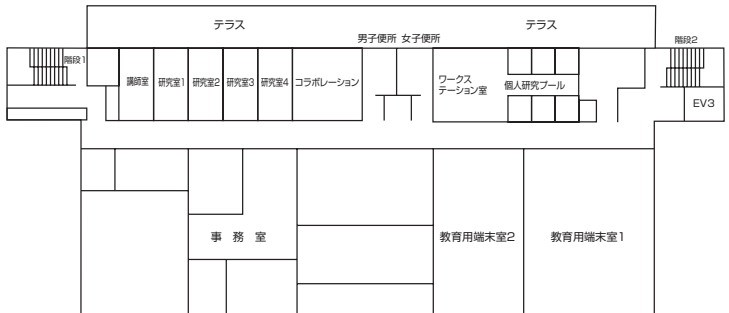 テラス
テラス
男子便所 女子便所
階段1
階段2
講師室
研究室1
研究室2
研究室3
研究室4
コラボレーション
ワークス
テーション室
個人研究ブール
EV3
事 務 室
教育用端末室2
教育用端末室1